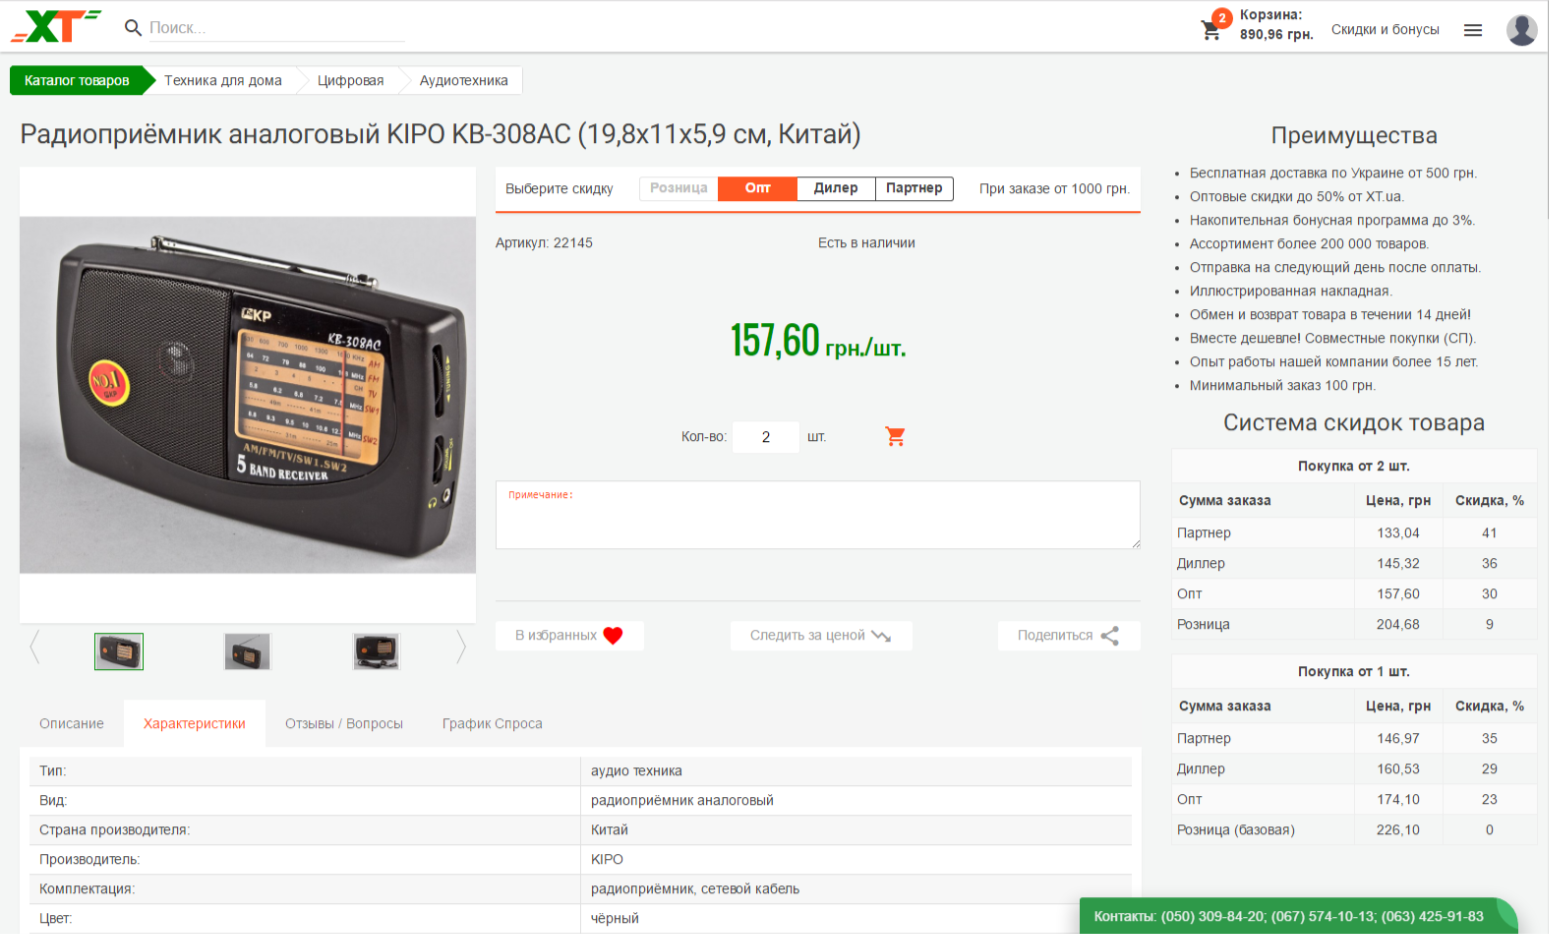 XT
Поиск...
2
Корзина:
890,96 грн.
Скидки и бонусы
Каталог товаров
Техника для дома
Цифровая
Аудиотехника
Радиоприёмник аналоговый KIPO KB-308AC (19,8x11x5,9 см, Китай)
Выберите скидку
Розница
Опт
Дилер
Партнер
При заказе от 1000 грн.
Артикул: 22145
Есть в наличии
157,60 грн./шт.
Кол-во: 2 шт.
Примечание:
KP
KB-308AC
NO.1
AM
FM
TV
SW1
SW2
AM/FM/TV/SW1.SW2
5 BAND RECEIVER
TUNING
В избранных
Следить за ценой
Поделиться
Описание
Характеристики
Отзывы / Вопросы
График Спроса
Тип: аудио техника
Вид: радиоприёмник аналоговый
Страна производителя: Китай
Производитель: KIPO
Комплектация: радиоприёмник, сетевой кабель
Цвет: чёрный
Преимущества
Бесплатная доставка по Украине от 500 грн.
Оптовые скидки до 50% от XT.ua.
Накопительная бонусная программа до 3%.
Ассортимент более 200 000 товаров.
Отправка на следующий день после оплаты.
Иллюстрированная накладная.
Обмен и возврат товара в течении 14 дней!
Вместе дешевле! Совместные покупки (СП).
Опыт работы нашей компании более 15 лет.
Минимальный заказ 100 грн.
Система скидок товара
Покупка от 2 шт.
Сумма заказа Цена, грн Скидка, %
Партнер 133,04 41
Диллер 145,32 36
Опт 157,60 30
Розница 204,68 9
Покупка от 1 шт.
Сумма заказа Цена, грн Скидка, %
Партнер 146,97 35
Диллер 160,53 29
Опт 174,10 23
Розница (базовая) 226,10 0
Контакты: (050) 309-84-20; (067) 574-10-13; (063) 425-91-83